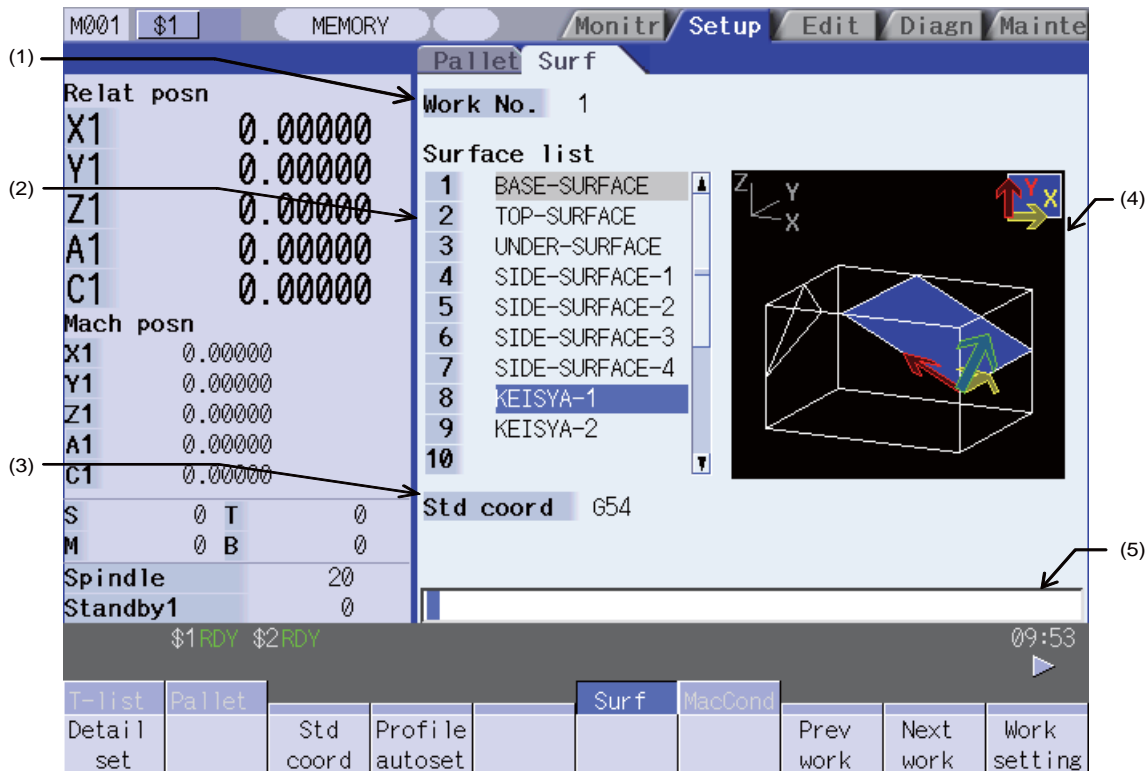 M001 $1 MEMORY Monitr Setup Edit Diagn Mainte
Pallet Surf
(1)
Work No. 1
Relat posn
X1 0.00000
Y1 0.00000
Z1 0.00000
A1 0.00000
C1 0.00000
(2)
Mach posn
X1 0.00000
Y1 0.00000
Z1 0.00000
A1 0.00000
C1 0.00000
(3)
S 0 T 0
M 0 B 0
Spindle 20
Standby1 0
Surface list
1 BASE-SURFACE
2 TOP-SURFACE
3 UNDER-SURFACE
4 SIDE-SURFACE-1
5 SIDE-SURFACE-2
6 SIDE-SURFACE-3
7 SIDE-SURFACE-4
8 KEISYA-1
9 KEISYA-2
10
Z Y X
Y X
(4)
Std coord G54
(5)
$1 RDY $2 RDY 09:53
T-list Pallet Surf MacCond
Detail set
Std coord
Profile autoset
Prev work
Next work
Work setting